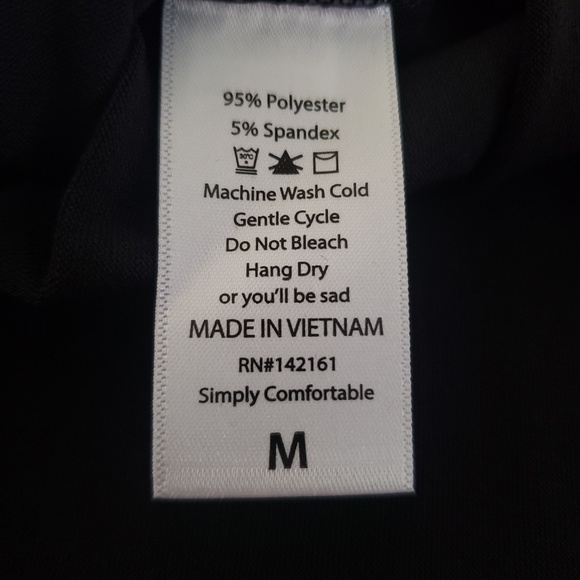 95% Polyester
5% Spandex
30°C
Machine Wash Cold
Gentle Cycle
Do Not Bleach
Hang Dry
or you'll be sad
MADE IN VIETNAM
RN#142161
Simply Comfortable
M